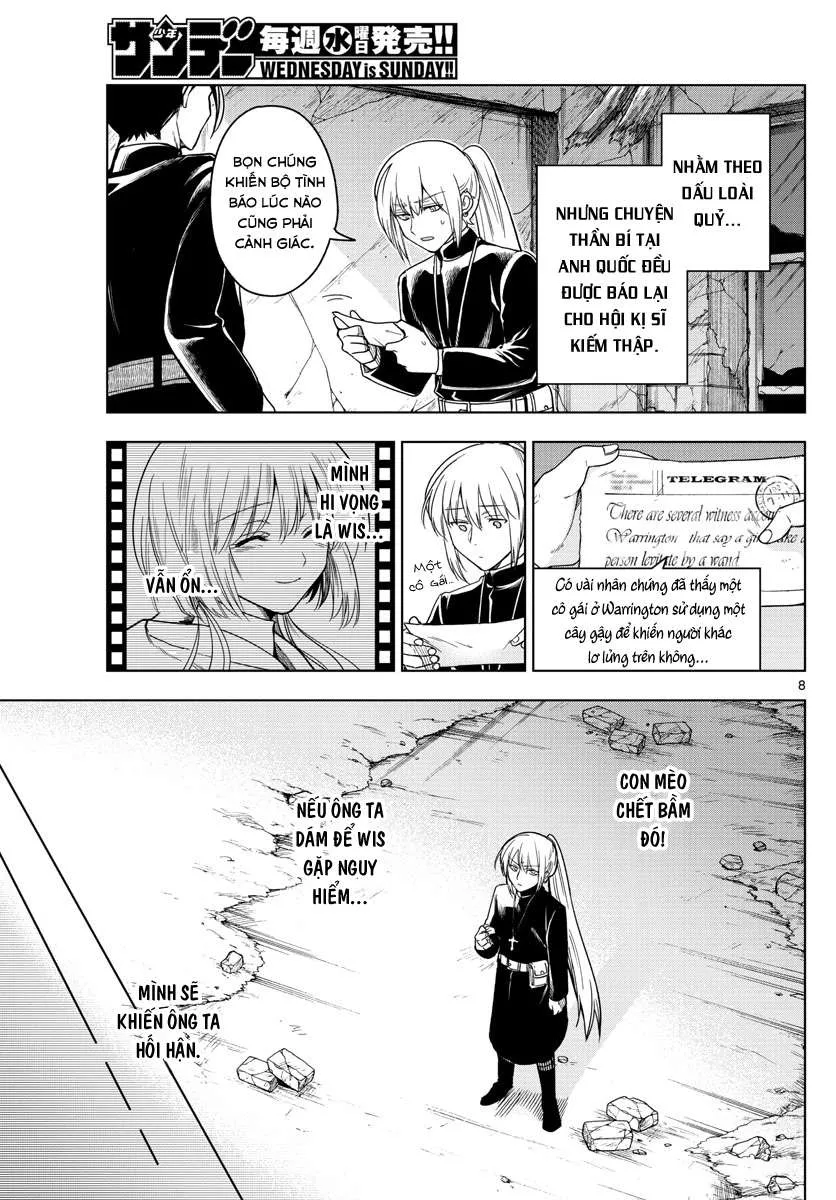 少年
サンデー
毎週水曜日発売!!
WEDNESDAY is SUNDAY!!
NHẰM THEO
DẤU LOÀI
QUỶ...
NHƯNG CHUYỆN
THẦN BÍ TẠI
ANH QUỐC ĐỀU
ĐƯỢC BÁO LẠI
CHO HỘI KỊ SĨ
KIẾM THẬP.
BỌN CHÚNG
KHIẾN BỘ TÌNH
BÁO LÚC NÀO
CŨNG PHẢI
CẢNH GIÁC.
TELEGRAM
There are several witness
Warrington that say a
person levitate by a wand
Có vài nhân chứng đã thấy một
cô gái ở Warrington sử dụng một
cây gậy để khiến người khác
lơ lửng trên không...
Một
cô gái...
MÌNH
HI VỌNG
LÀ WIS...
VẪN ỔN...
8
CON MÈO
CHẾT BẦM
ĐÓ!
NẾU ÔNG TA
DÁM ĐỂ WIS
GẶP NGUY
HIỂM...
MÌNH SẼ
KHIẾN ÔNG TA
HỐI HẬN.